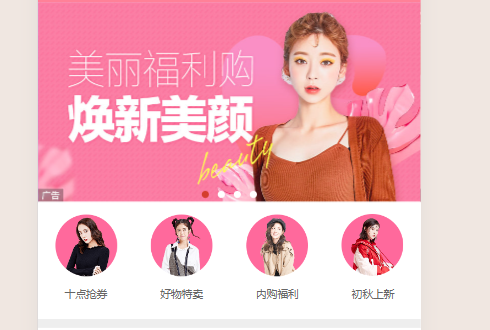 美丽福利购
焕新美颜
beauty
广告
十点抢券
好物特卖
内购福利
初秋上新